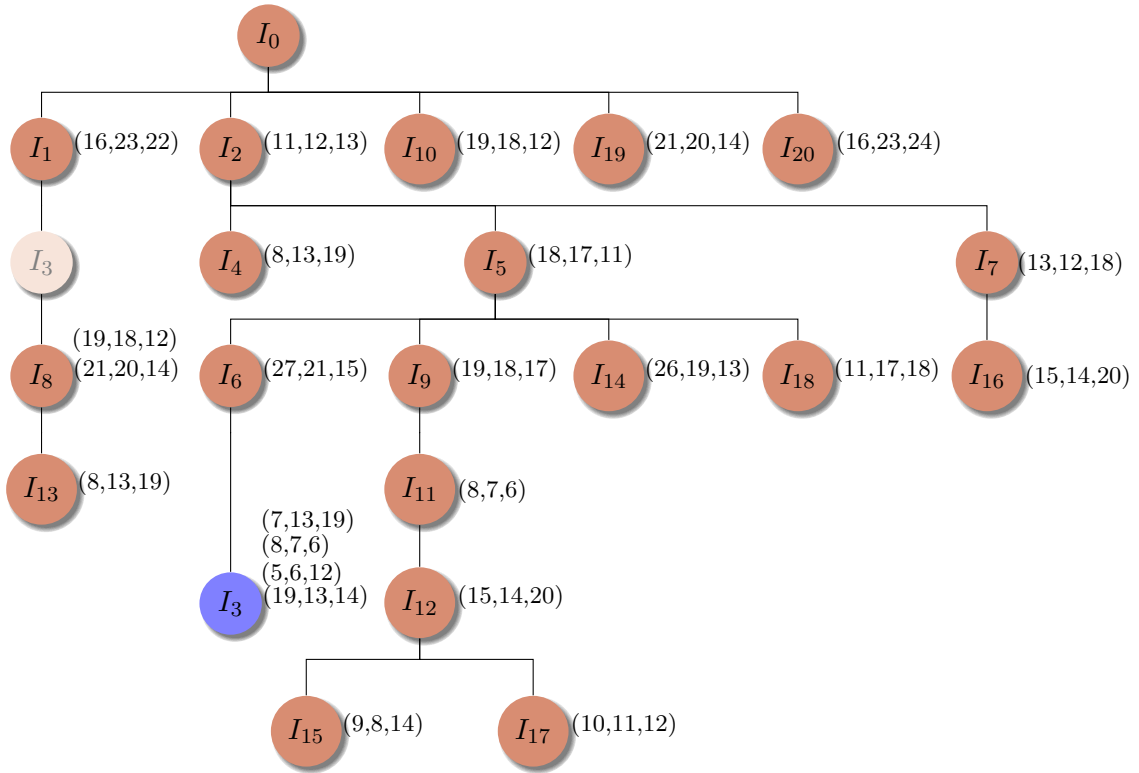 I₀
I₁ (16,23,22) I₂ (11,12,13) I₁₀ (19,18,12) I₁₉ (21,20,14) I₂₀ (16,23,24)
I₃ I₄ (8,13,19) I₅ (18,17,11) I₇ (13,12,18)
(19,18,12)
I₈ (21,20,14) I₆ (27,21,15) I₉ (19,18,17) I₁₄ (26,19,13) I₁₈ (11,17,18) I₁₆ (15,14,20)
I₁₃ (8,13,19) I₁₁ (8,7,6)
(7,13,19)
(8,7,6)
(5,6,12)
I₃ (19,13,14) I₁₂ (15,14,20)
I₁₅ (9,8,14) I₁₇ (10,11,12)